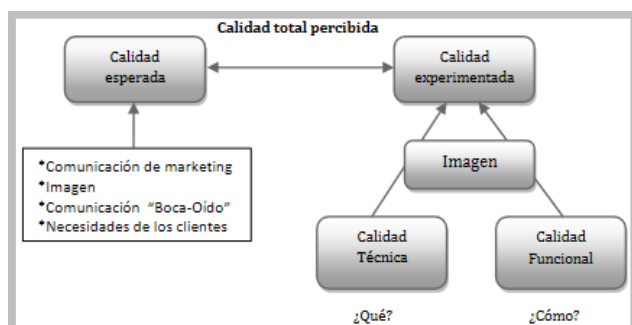 Calidad total percibida
Calidad
esperada
Calidad
experimentada
*Comunicación de marketing
*Imagen
*Comunicación “Boca-Oído”
*Necesidades de los clientes
Imagen
Calidad
Técnica
Calidad
Funcional
¿Qué?
¿Cómo?